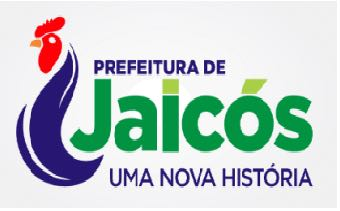 PREFEITURA DE
Jaicós
UMA NOVA HISTÓRIA